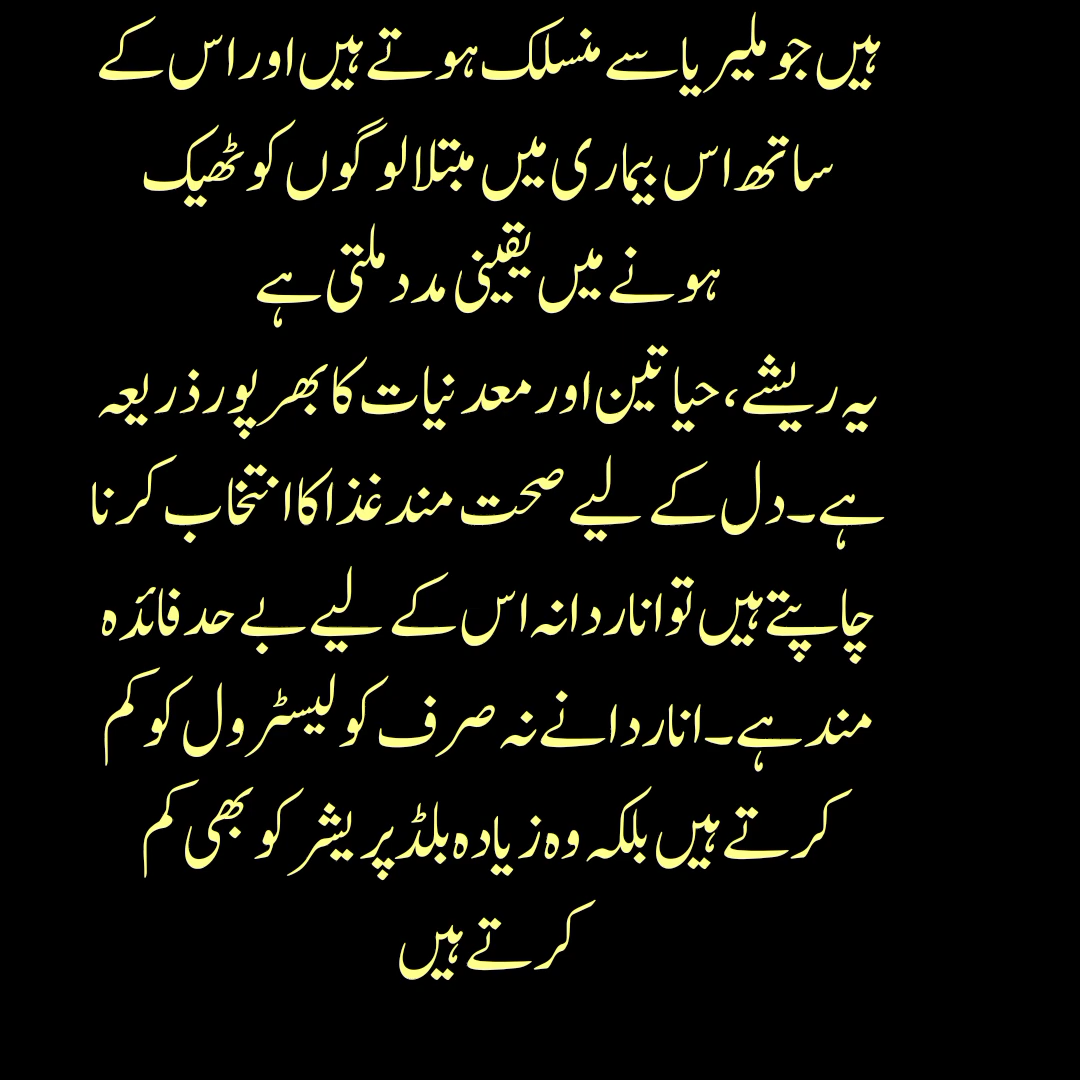 ہیں جو ملیریا سے منسلک ہوتے ہیں اور اس کے
ساتھ اس بیماری میں مبتلا لوگوں کو ٹھیک
ہونے میں یقینی مدد ملتی ہے
یہ ریشے، حیاتین اور معدنیات کا بھرپور ذریعہ
ہے۔ دل کے لیے صحت مند غذا کا انتخاب کرنا
چاہتے ہیں تو انار دانہ اس کے لیے بے حد فائدہ
مند ہے۔ انار دانے نہ صرف کولیسٹرول کو کم
کرتے ہیں بلکہ وہ زیادہ بلڈ پریشر کو بھی کم
کرتے ہیں